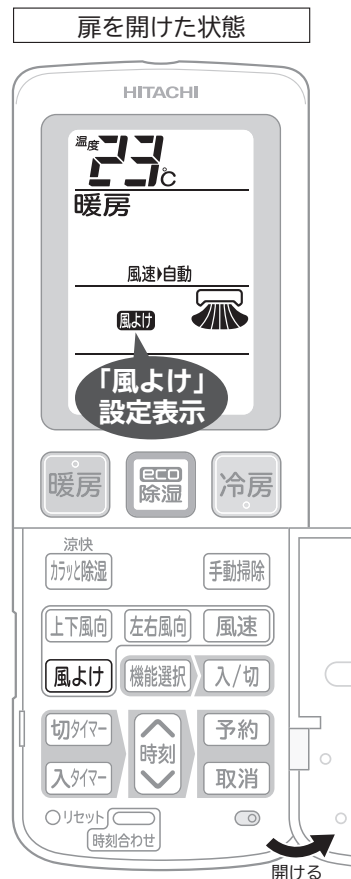 扉を開けた状態
HITACHI
温度 23℃
暖房
風速▶自動
風よけ
「風よけ」
設定表示
暖房 eco 除湿 冷房
涼快
カラッと除湿 手動掃除
上下風向 左右風向 風速
風よけ 機能選択 入/切
切タイマー 時刻 予約
入タイマー 取消
リセット
時刻合わせ
開ける